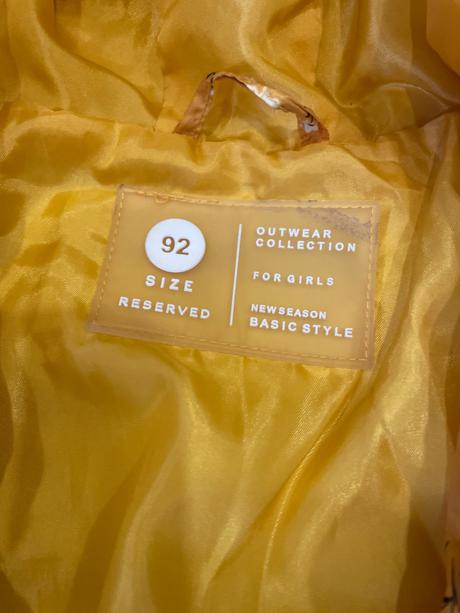 92
SIZE
RESERVED
OUTWEAR
COLLECTION
FOR GIRLS
NEW SEASON
BASIC STYLE